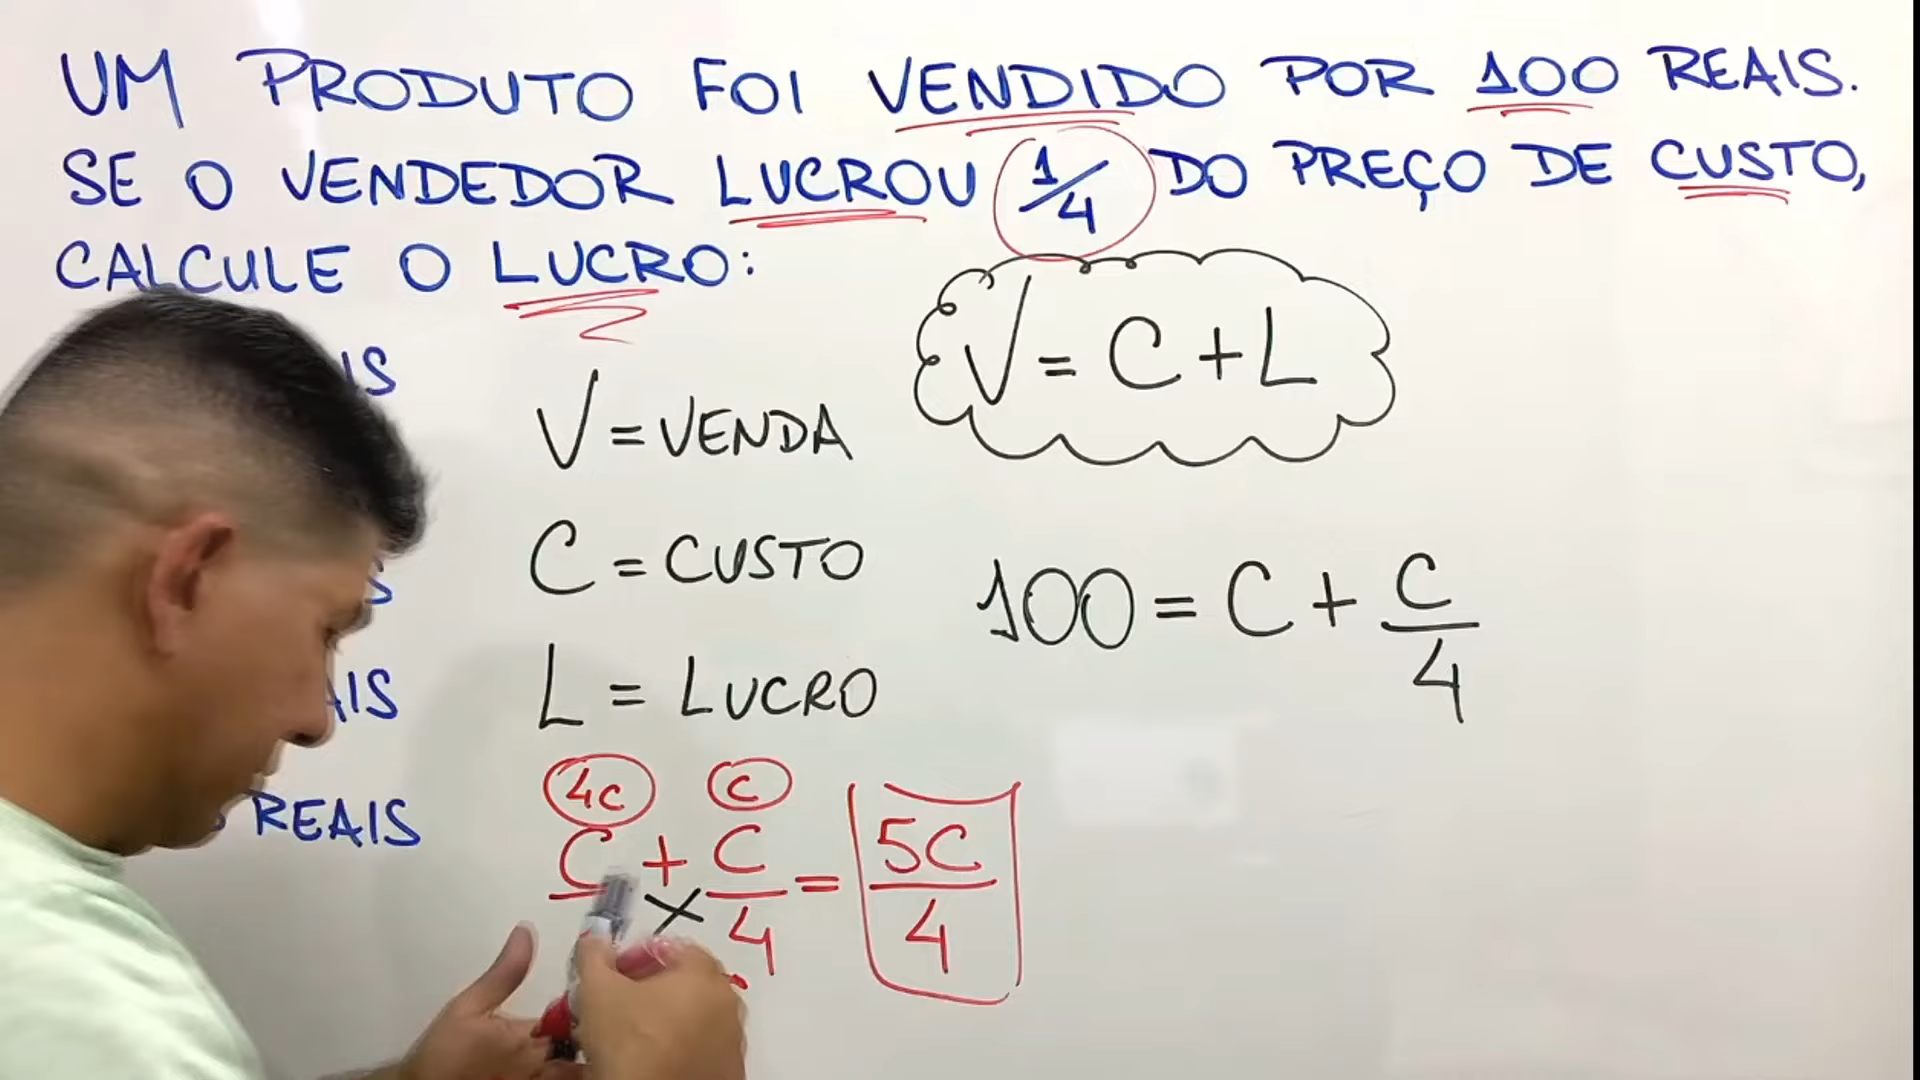 UM PRODUTO FOI VENDIDO POR 100 REAIS.
SE O VENDEDOR LUCROU 1/4 DO PREÇO DE CUSTO,
CALCULE O LUCRO:
V = C + L
V = VENDA
C = CUSTO
100 = C + C/4
L = LUCRO
4C C
C + C/4 = 5C/4
REAIS